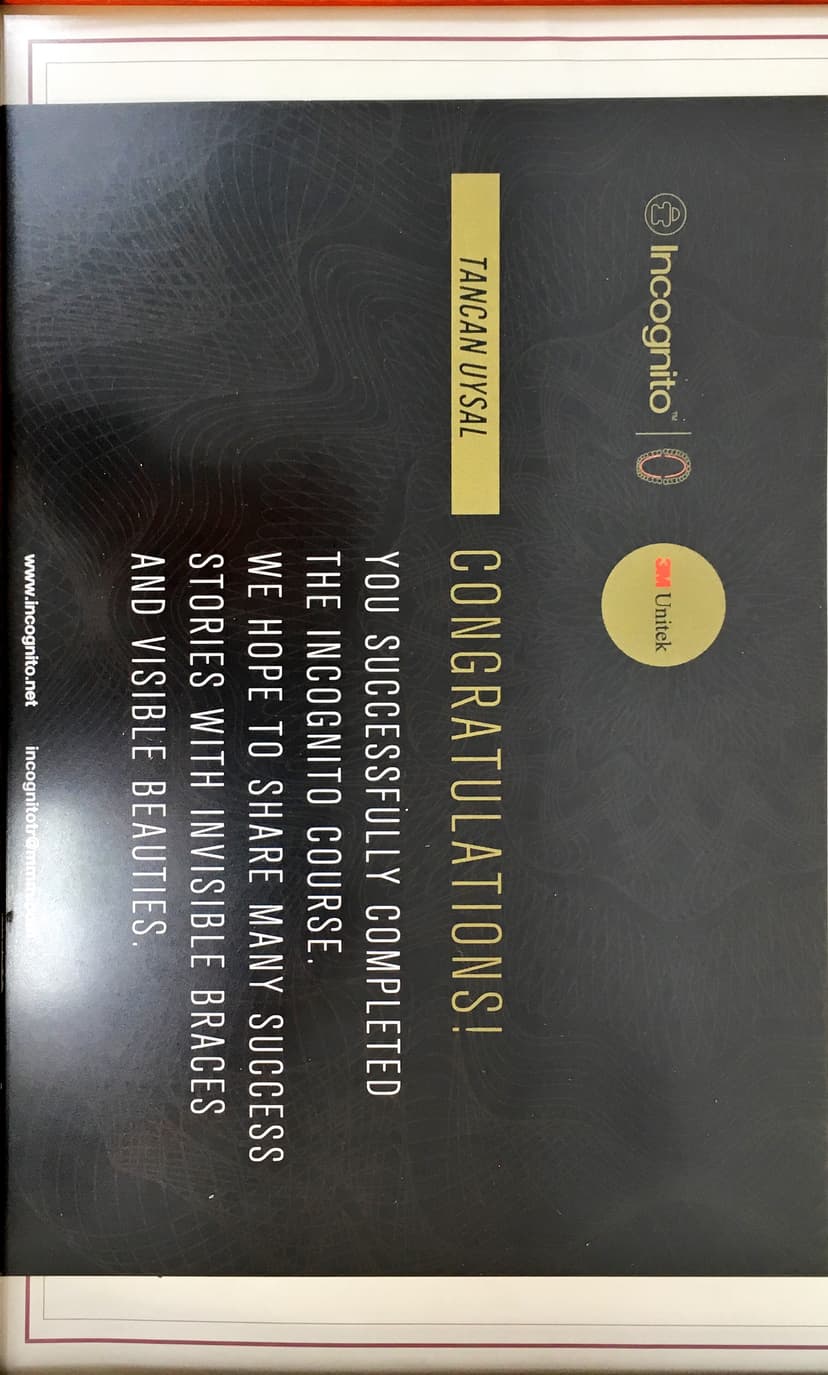 Incognito™
3M Unitek
TANCAN UYSAL
CONGRATULATIONS!
YOU SUCCESSFULLY COMPLETED
THE INCOGNITO COURSE.
WE HOPE TO SHARE MANY SUCCESS
STORIES WITH INVISIBLE BRACES
AND VISIBLE BEAUTIES.
www.incognito.net